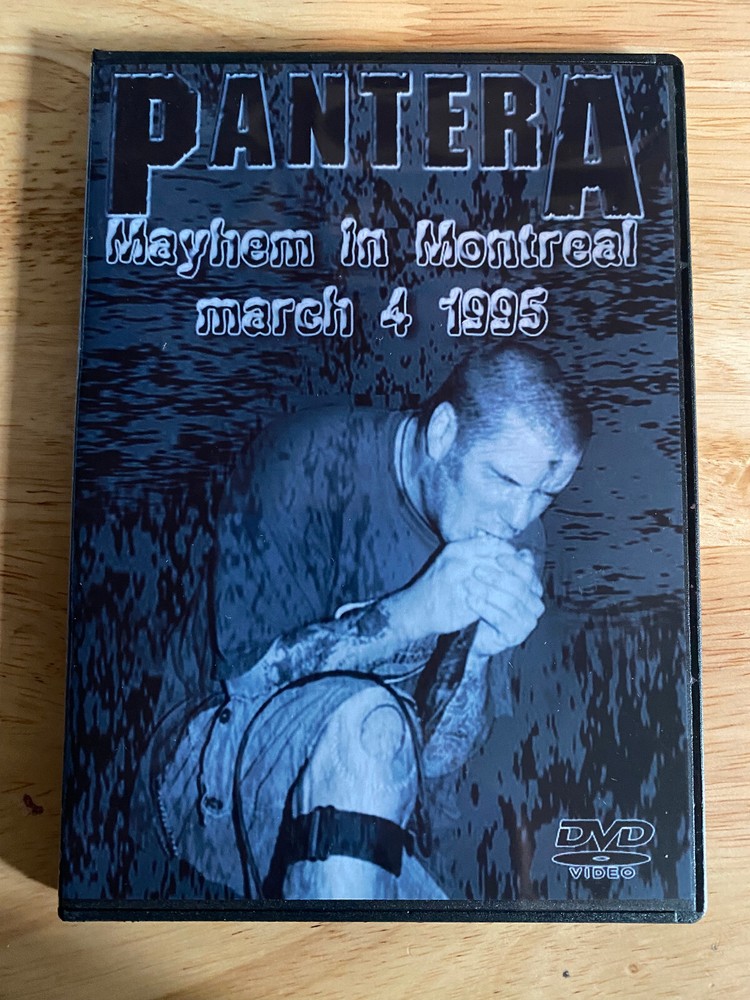 PANTERA
Mayhem in Montreal
march 4 1995
DVD
VIDEO